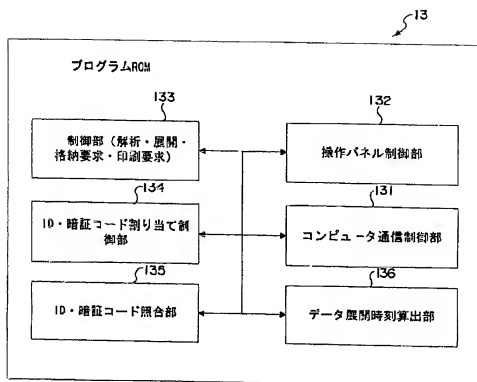 13
プログラムROM
133
制御部（解析・展開・
格納要求・印刷要求）
132
操作パネル制御部
134
ID・暗証コード割り当て制
御部
131
コンピュータ通信制御部
135
ID・暗証コード照合部
136
データ展開時刻算出部